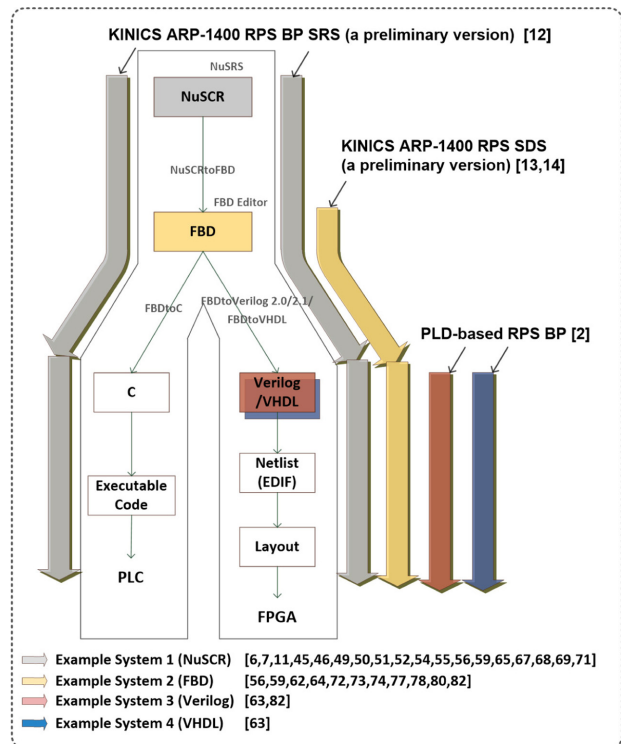 KINICS ARP-1400 RPS BP SRS (a preliminary version) [12]
NuSRS
NuSCR
KINICS ARP-1400 RPS SDS
(a preliminary version) [13,14]
NuSCRtoFBD
FBD Editor
FBD
FBDtoC
FBDtoVerilog 2.0/2.1/
FBDtoVHDL
PLD-based RPS BP [2]
C
Verilog
/VHDL
Executable
Code
Netlist
(EDIF)
Layout
PLC
FPGA
Example System 1 (NuSCR) [6,7,11,45,46,49,50,51,52,54,55,56,59,65,67,68,69,71]
Example System 2 (FBD) [56,59,62,64,72,73,74,77,78,80,82]
Example System 3 (Verilog) [63,82]
Example System 4 (VHDL) [63]